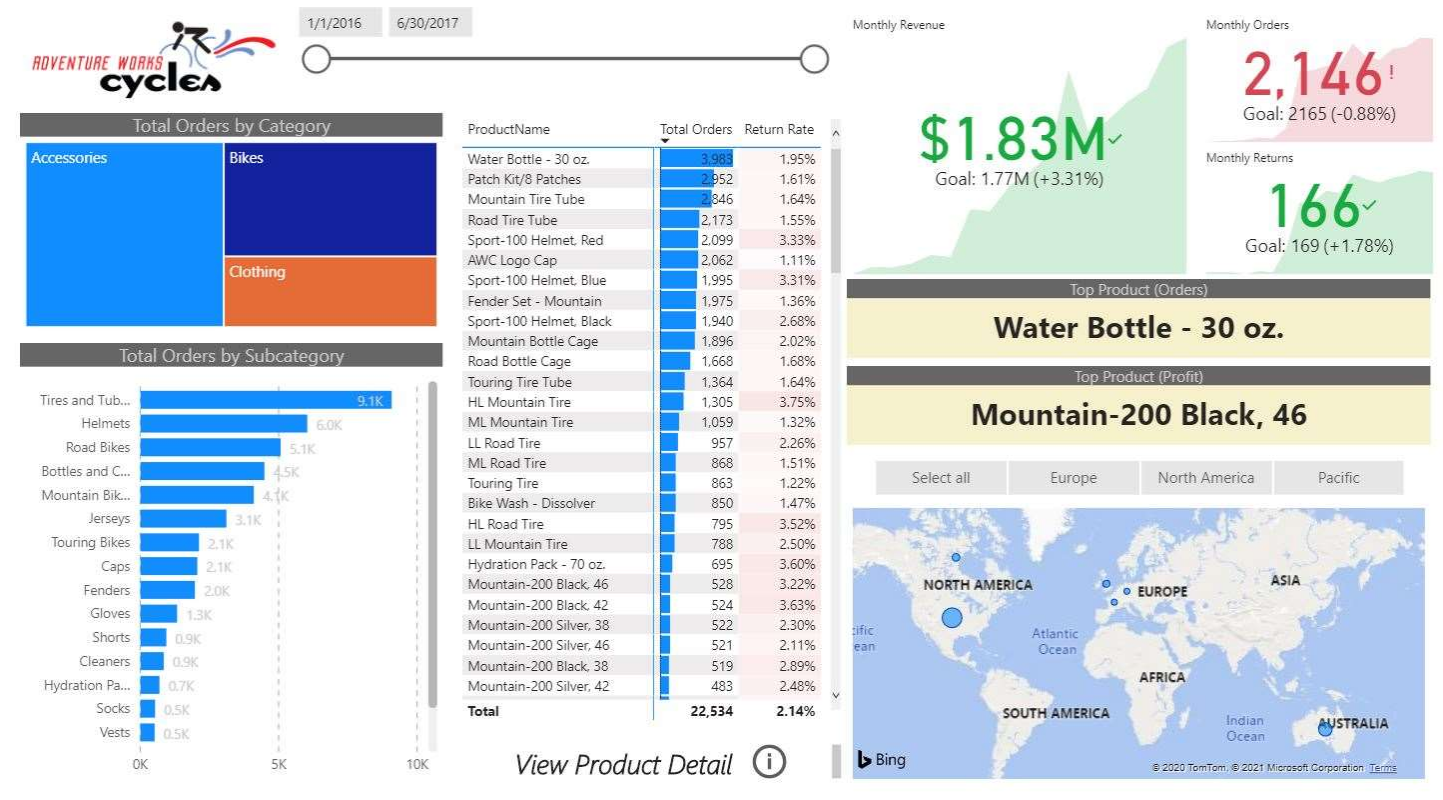 ADVENTURE WORKS
cycles
1/1/2016
6/30/2017
Total Orders by Category
Accessories
Bikes
Clothing
Total Orders by Subcategory
Tires and Tub... 9.1K
Helmets 6.0K
Road Bikes 5.1K
Bottles and C... 4.5K
Mountain Bik... 4.1K
Jerseys 3.1K
Touring Bikes 2.1K
Caps 2.1K
Fenders 2.0K
Gloves 1.3K
Shorts 0.9K
Cleaners 0.9K
Hydration Pa... 0.7K
Socks 0.5K
Vests 0.5K
0K 5K 10K
ProductName Total Orders Return Rate
Water Bottle - 30 oz. 3,983 1.95%
Patch Kit/8 Patches 2,952 1.61%
Mountain Tire Tube 2,846 1.64%
Road Tire Tube 2,173 1.55%
Sport-100 Helmet, Red 2,099 3.33%
AWC Logo Cap 2,062 1.11%
Sport-100 Helmet, Blue 1,995 3.31%
Fender Set - Mountain 1,975 1.36%
Sport-100 Helmet, Black 1,940 2.68%
Mountain Bottle Cage 1,896 2.02%
Road Bottle Cage 1,668 1.68%
Touring Tire Tube 1,364 1.64%
HL Mountain Tire 1,305 3.75%
ML Mountain Tire 1,059 1.32%
LL Road Tire 957 2.26%
ML Road Tire 868 1.51%
Touring Tire 863 1.22%
Bike Wash - Dissolver 850 1.47%
HL Road Tire 795 3.52%
LL Mountain Tire 788 2.50%
Hydration Pack - 70 oz. 695 3.60%
Mountain-200 Black, 46 528 3.22%
Mountain-200 Black, 42 524 3.63%
Mountain-200 Silver, 38 522 2.30%
Mountain-200 Silver, 46 521 2.11%
Mountain-200 Black, 38 519 2.89%
Mountain-200 Silver, 42 483 2.48%
Total 22,534 2.14%
View Product Detail i
Monthly Revenue
$1.83M
Goal: 1.77M (+3.31%)
Monthly Orders
2,146!
Goal: 2165 (-0.88%)
Monthly Returns
166
Goal: 169 (+1.78%)
Top Product (Orders)
Water Bottle - 30 oz.
Top Product (Profit)
Mountain-200 Black, 46
Select all
Europe
North America
Pacific
NORTH AMERICA
EUROPE
ASIA
ific
ean
Atlantic
Ocean
AFRICA
SOUTH AMERICA
Indian
Ocean
AUSTRALIA
Bing
© 2020 TomTom, © 2021 Microsoft Corporation Terms